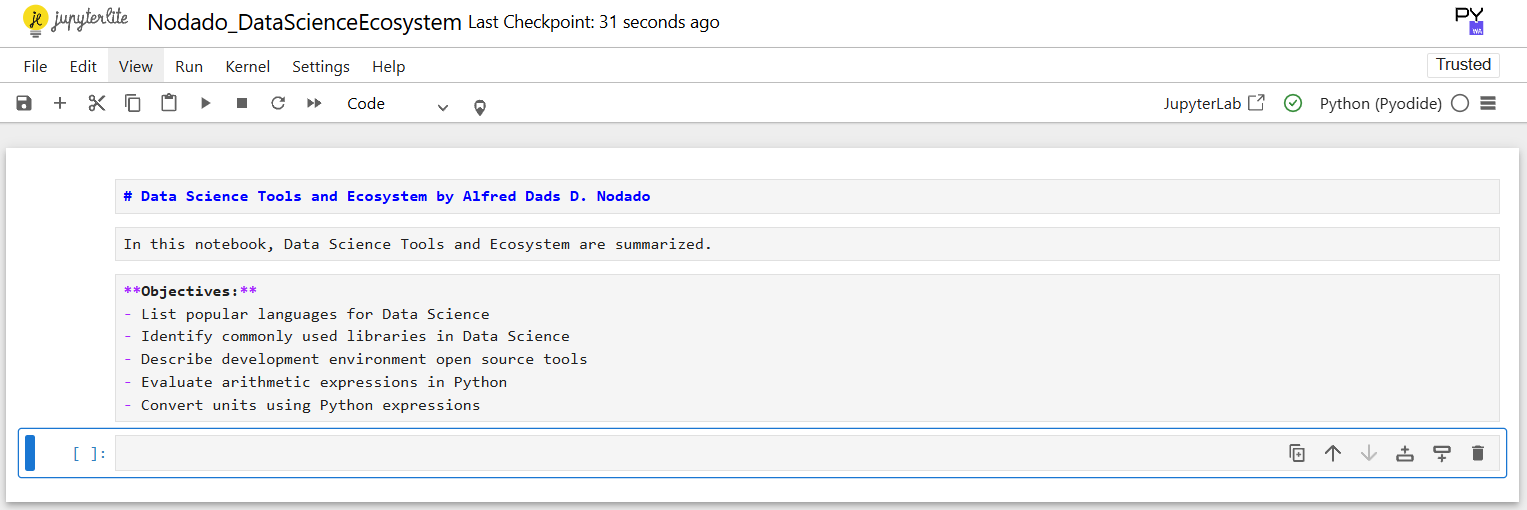 jupyterlite Nodado_DataScienceEcosystem Last Checkpoint: 31 seconds ago
PY
WA
File Edit View Run Kernel Settings Help
Trusted
Code
JupyterLab
Python (Pyodide)
# Data Science Tools and Ecosystem by Alfred Dads D. Nodado
In this notebook, Data Science Tools and Ecosystem are summarized.
**Objectives:**
- List popular languages for Data Science
- Identify commonly used libraries in Data Science
- Describe development environment open source tools
- Evaluate arithmetic expressions in Python
- Convert units using Python expressions
[ ]: